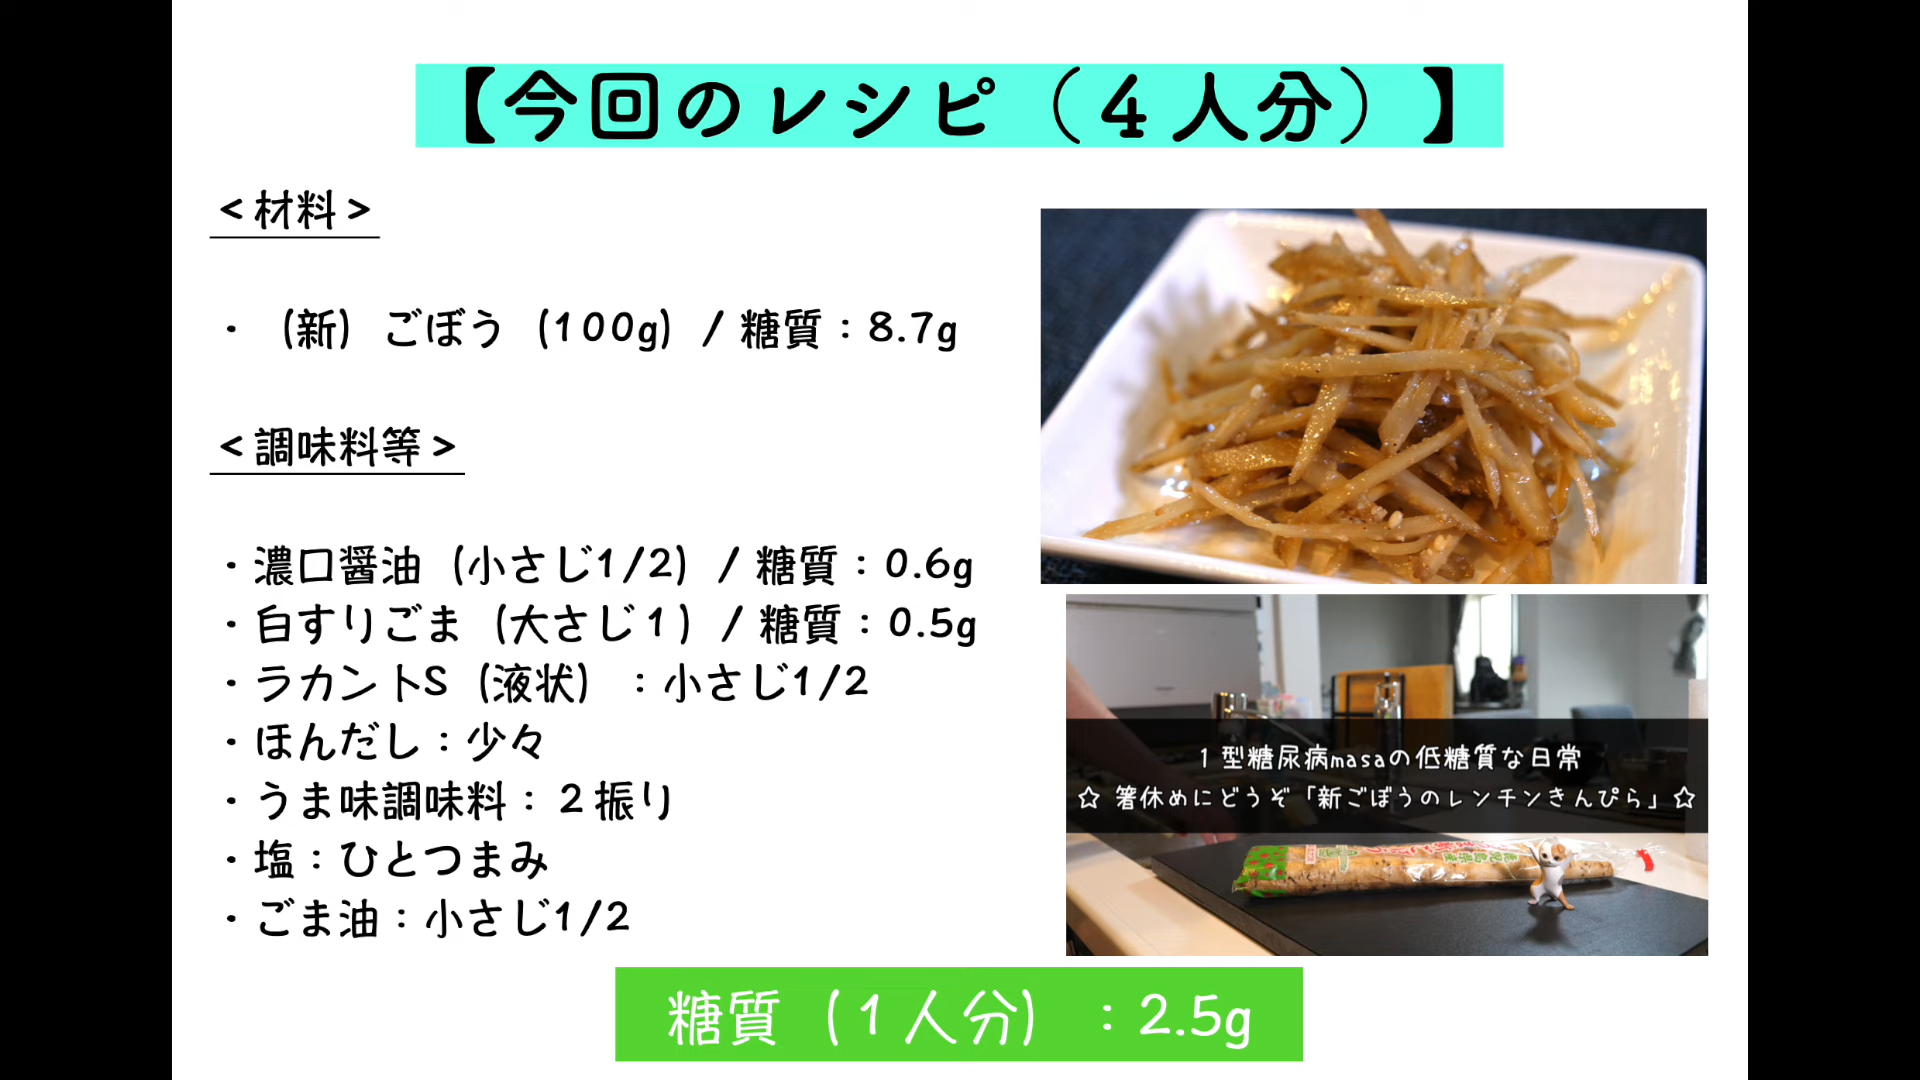 【今回のレシピ（4人分）】
＜材料＞
・（新）ごぼう（100g）/ 糖質：8.7g
＜調味料等＞
・濃口醤油（小さじ1/2）/ 糖質：0.6g
・白すりごま（大さじ1）/ 糖質：0.5g
・ラカントS（液状）：小さじ1/2
・ほんだし：少々
・うま味調味料：2振り
・塩：ひとつまみ
・ごま油：小さじ1/2
1型糖尿病masaの低糖質な日常
☆ 箸休めにどうぞ「新ごぼうのレンチンきんぴら」☆
鹿児島県産
糖質（1人分）：2.5g